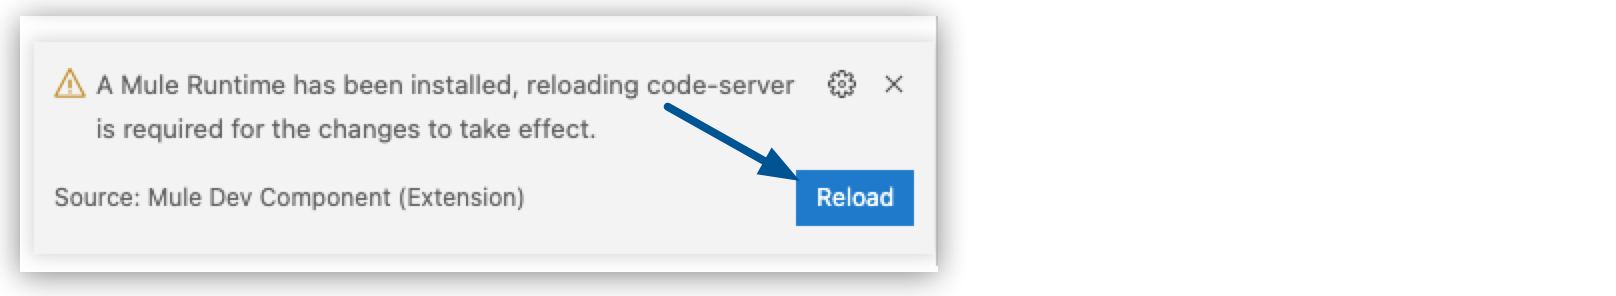 A Mule Runtime has been installed, reloading code-server
is required for the changes to take effect.
Source: Mule Dev Component (Extension)
Reload